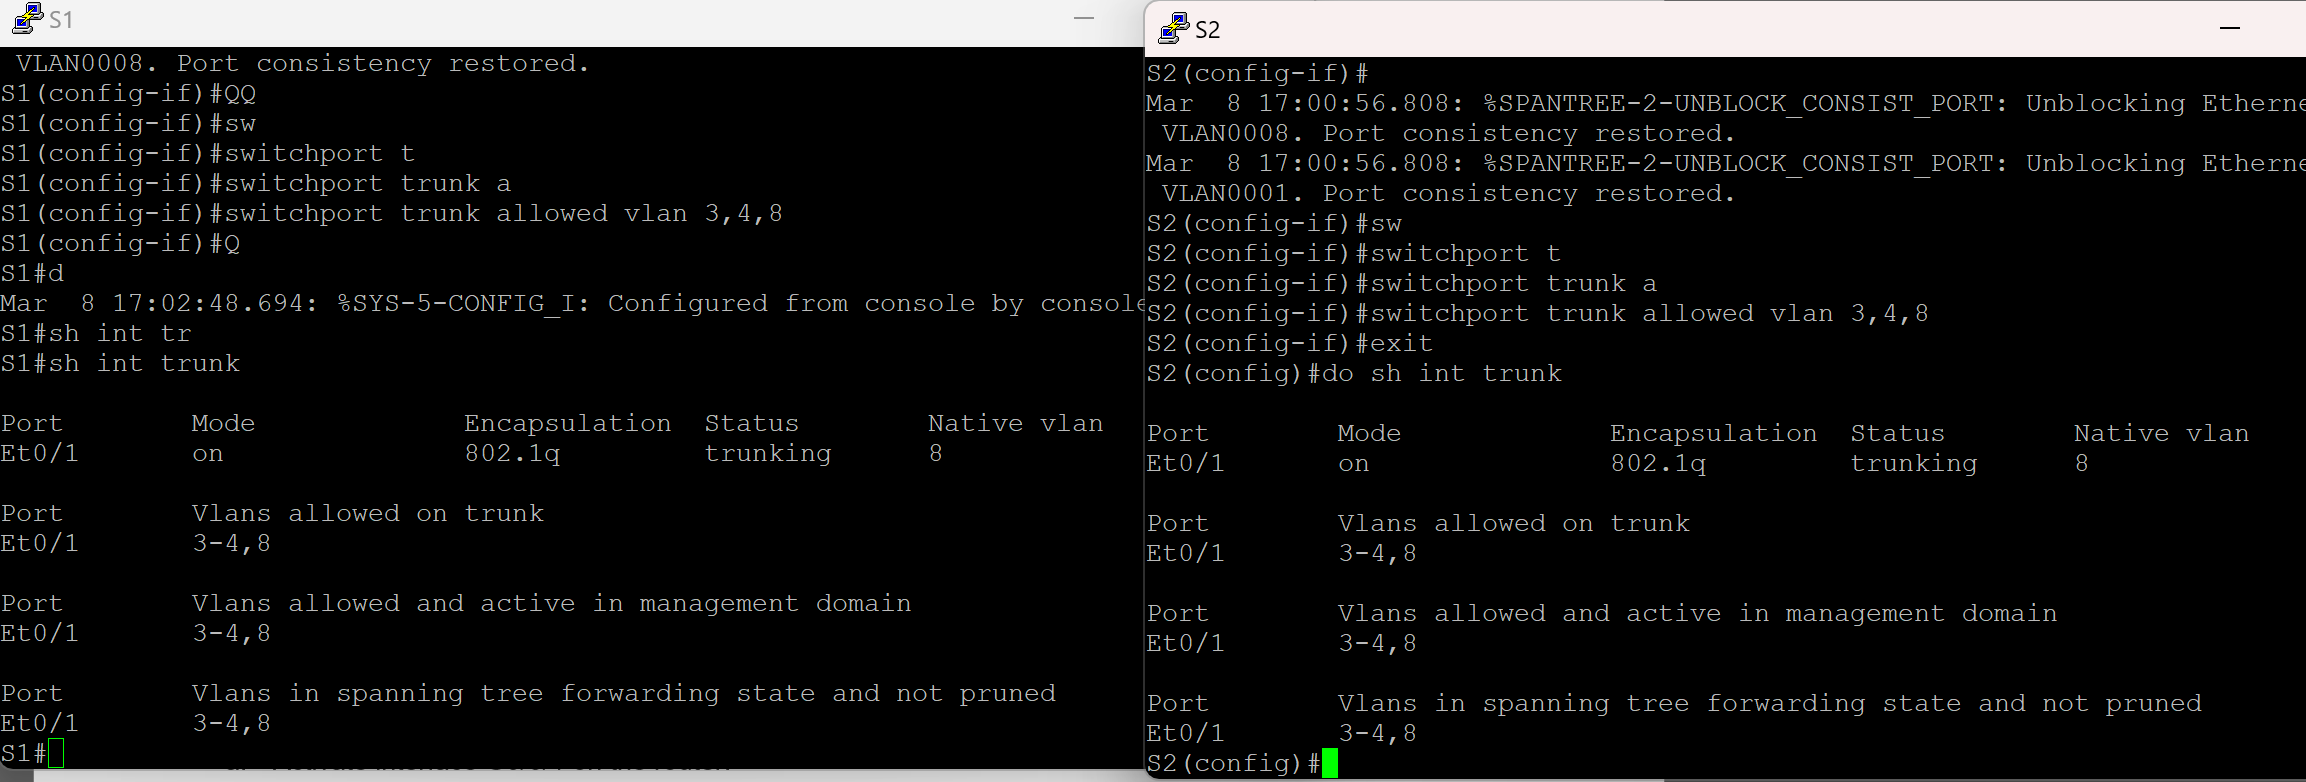 S1
VLAN0008. Port consistency restored.
S1(config-if)#QQ
S1(config-if)#sw
S1(config-if)#switchport t
S1(config-if)#switchport trunk a
S1(config-if)#switchport trunk allowed vlan 3,4,8
S1(config-if)#Q
S1#d
Mar  8 17:02:48.694: %SYS-5-CONFIG_I: Configured from console by console
S1#sh int tr
S1#sh int trunk
Port Mode Encapsulation Status Native vlan
Et0/1 on 802.1q trunking 8
Port Vlans allowed on trunk
Et0/1 3-4,8
Port Vlans allowed and active in management domain
Et0/1 3-4,8
Port Vlans in spanning tree forwarding state and not pruned
Et0/1 3-4,8
S1#
S2
S2(config-if)#
Mar  8 17:00:56.808: %SPANTREE-2-UNBLOCK_CONSIST_PORT: Unblocking Etherne
VLAN0008. Port consistency restored.
Mar  8 17:00:56.808: %SPANTREE-2-UNBLOCK_CONSIST_PORT: Unblocking Etherne
VLAN0001. Port consistency restored.
S2(config-if)#sw
S2(config-if)#switchport t
S2(config-if)#switchport trunk a
S2(config-if)#switchport trunk allowed vlan 3,4,8
S2(config-if)#exit
S2(config)#do sh int trunk
Port Mode Encapsulation Status Native vlan
Et0/1 on 802.1q trunking 8
Port Vlans allowed on trunk
Et0/1 3-4,8
Port Vlans allowed and active in management domain
Et0/1 3-4,8
Port Vlans in spanning tree forwarding state and not pruned
Et0/1 3-4,8
S2(config)#